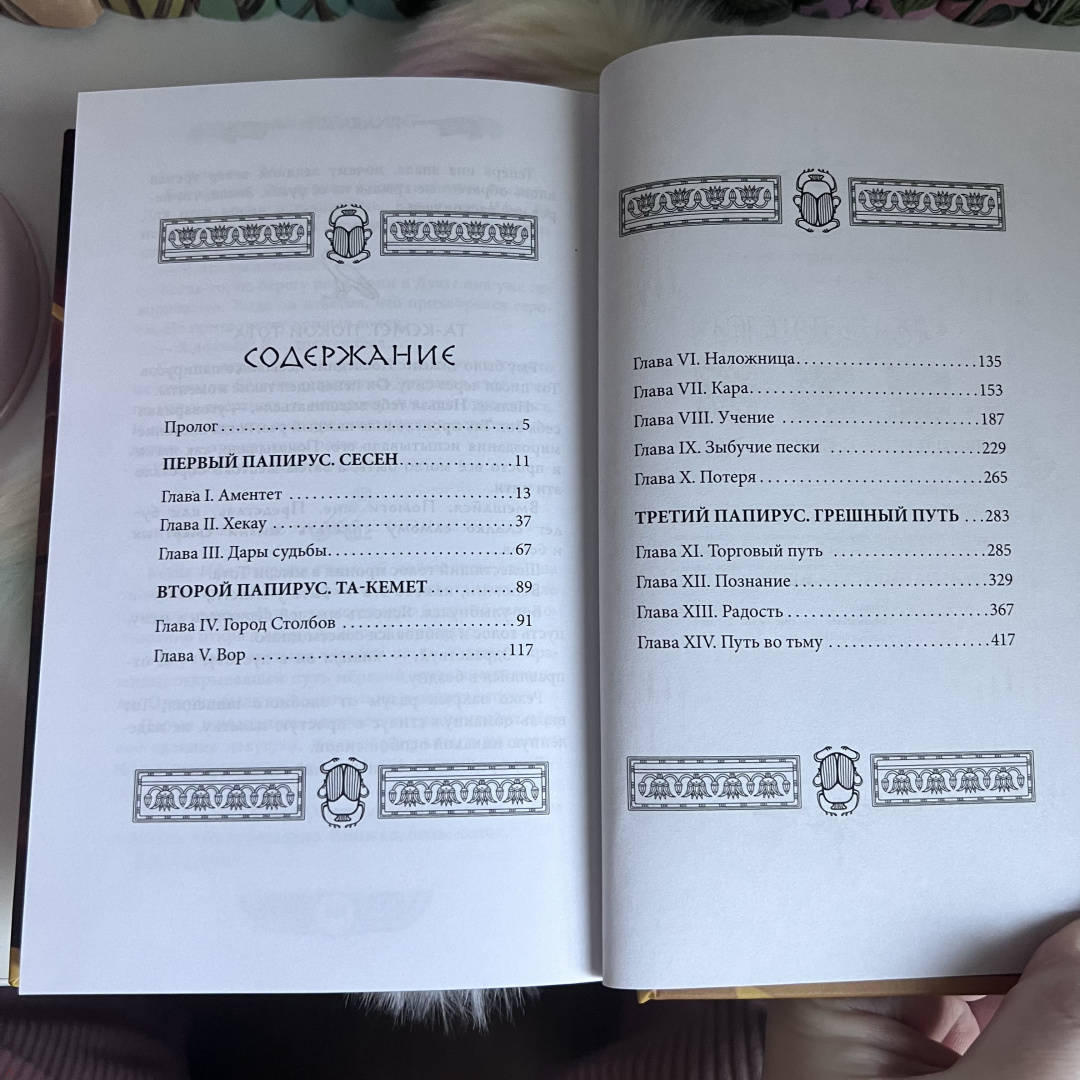 СОДЕРЖАНИЕ
Пролог....................................5
ПЕРВЫЙ ПАПИРУС. СЕСЕН..............11
Глава I. Аментет ..........................13
Глава II. Хекау ............................37
Глава III. Дары судьбы.....................67
ВТОРОЙ ПАПИРУС. ТА-КЕМЕТ ...........89
Глава IV. Город Столбов ....................91
Глава V. Вор ..............................117
Глава VI. Наложница.......................135
Глава VII. Кара............................153
Глава VIII. Учение .........................187
Глава IX. Зыбучие пески ...................229
Глава X. Потеря...........................265
ТРЕТИЙ ПАПИРУС. ГРЕШНЫЙ ПУТЬ ...283
Глава XI. Торговый путь ...................285
Глава XII. Познание.......................329
Глава XIII. Радость ........................367
Глава XIV. Путь во тьму ...................417